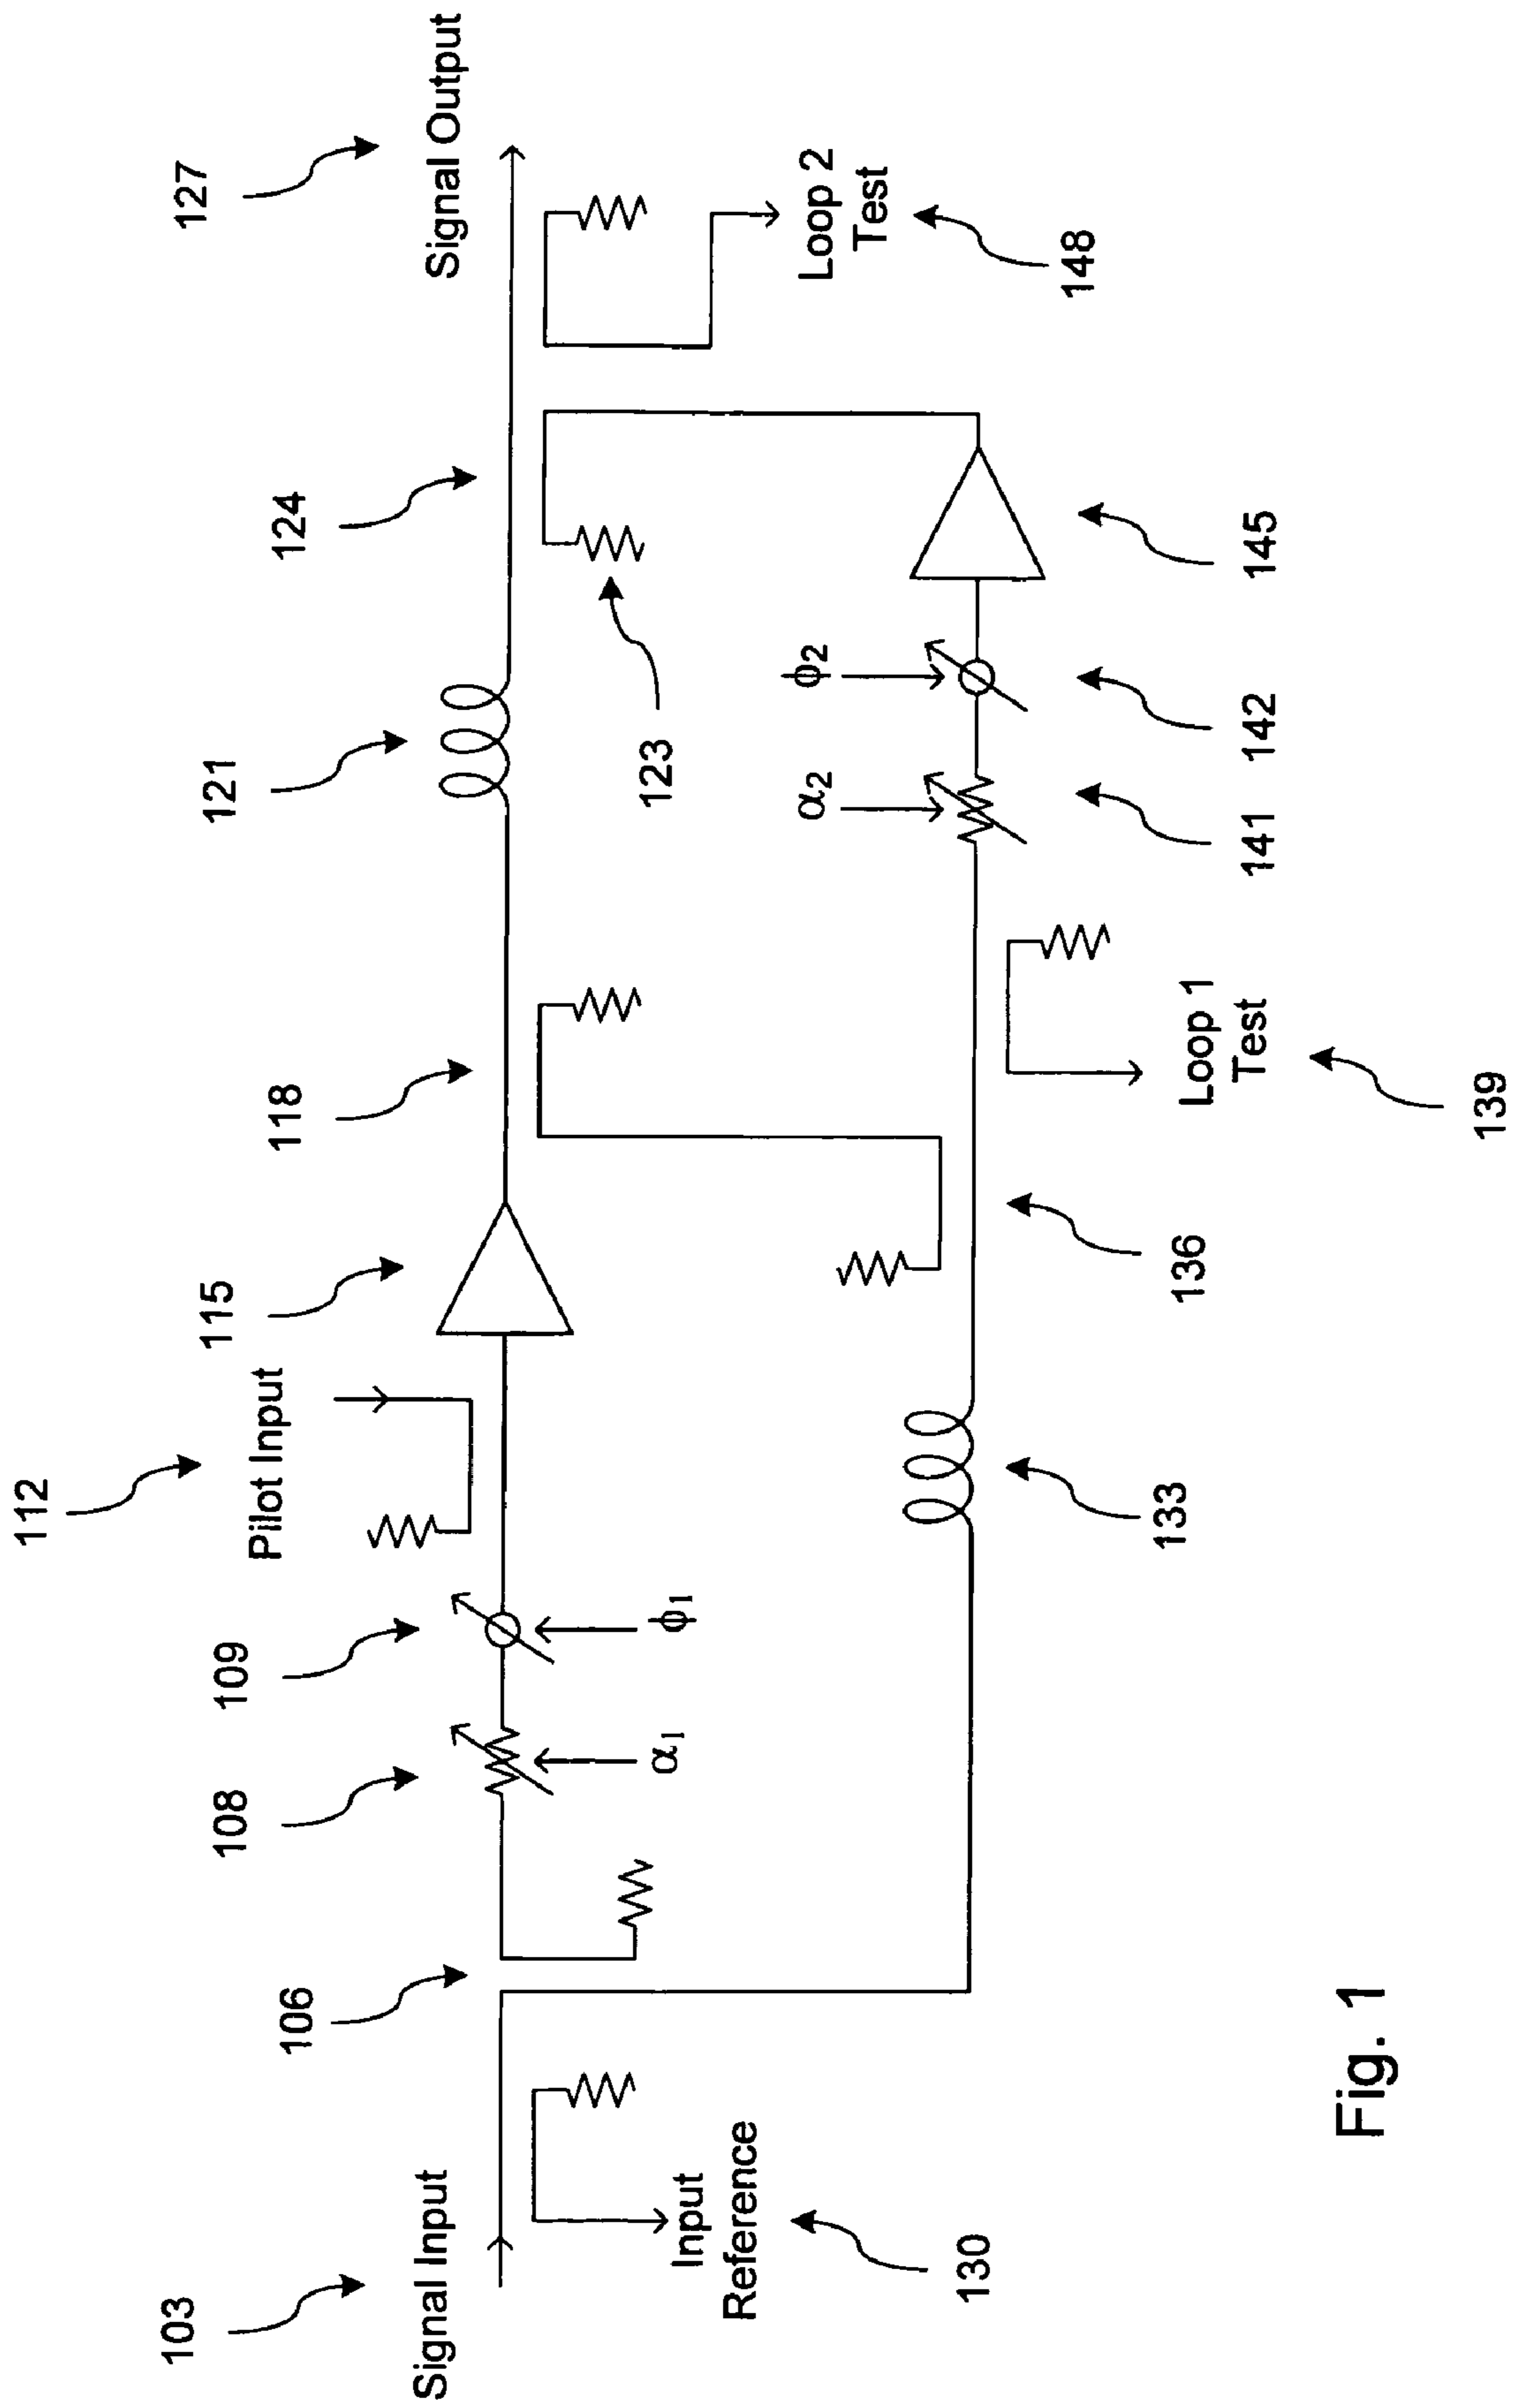 103
Signal Input
Input
Reference
130
106
108
α1
109
ϕ1
112
Pilot Input
115
118
121
123
124
127
Signal Output
133
136
Loop 1
Test
139
α2
141
ϕ2
142
145
Loop 2
Test
148
Fig. 1